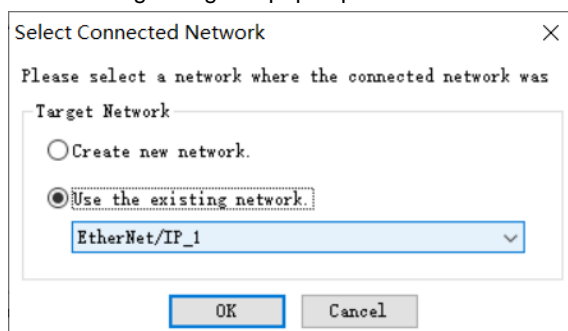 Select Connected Network
Please select a network where the connected network was
Target Network
Create new network.
Use the existing network.
EtherNet/IP_1
OK
Cancel